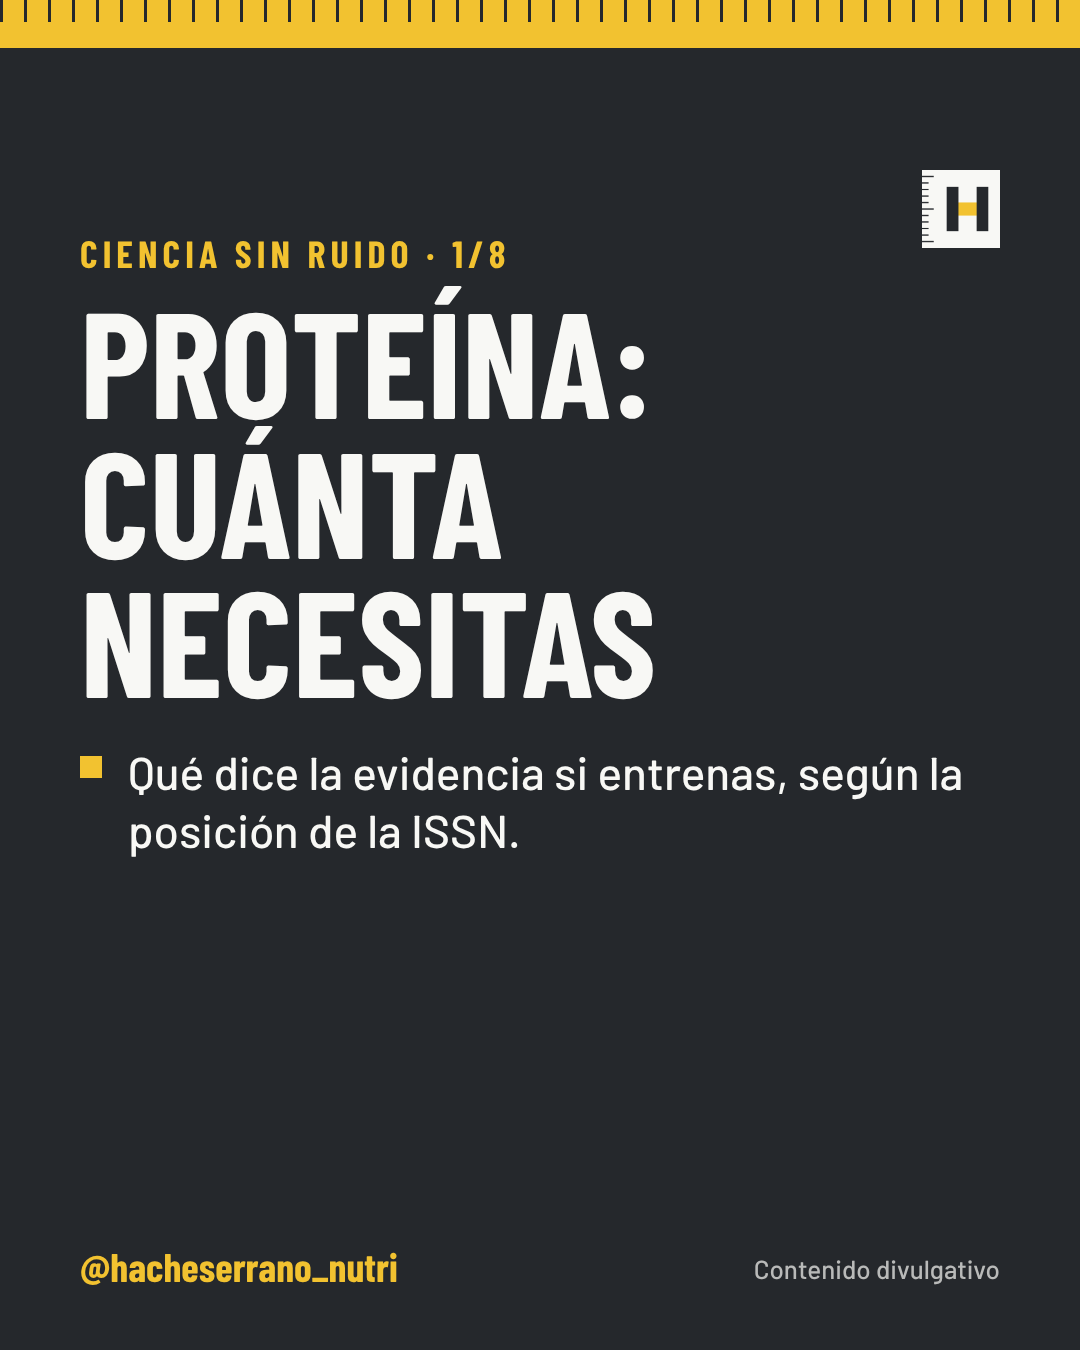 H
CIENCIA SIN RUIDO · 1/8
PROTEÍNA:
CUÁNTA
NECESITAS
Qué dice la evidencia si entrenas, según la
posición de la ISSN.
@hacheserrano_nutri
Contenido divulgativo